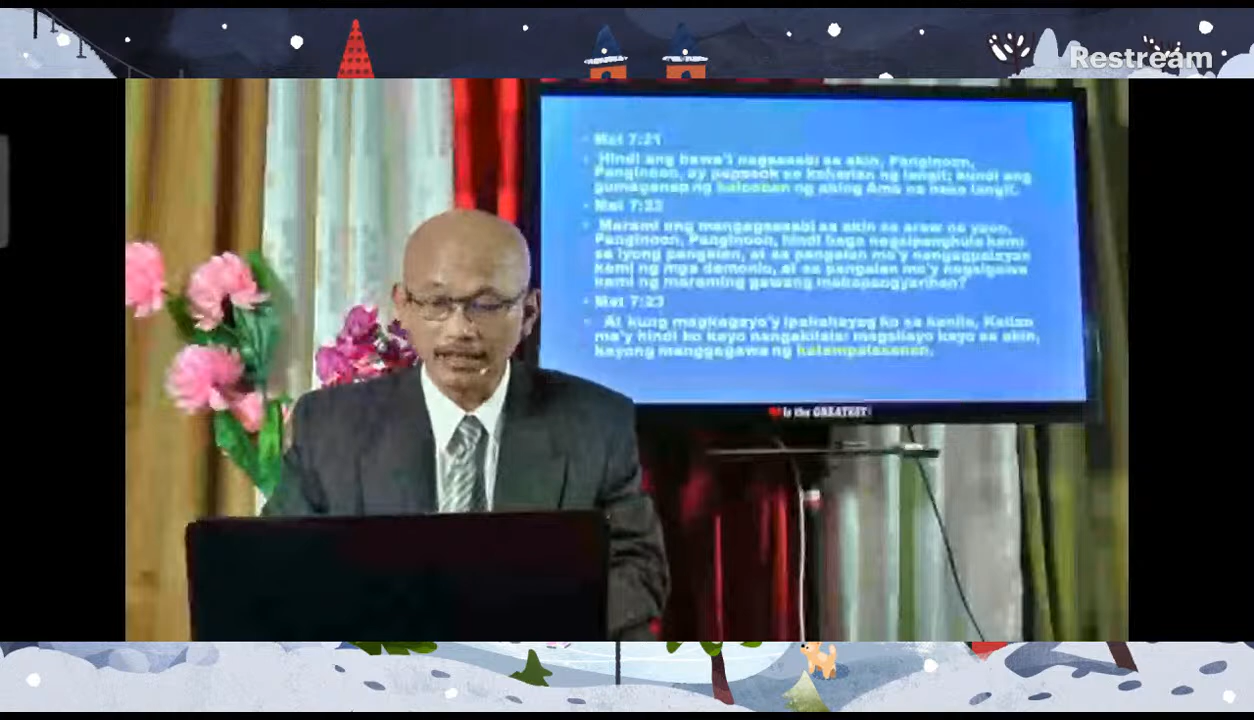 Restream
Mat 7:21
Hindi ang bawa't nagsasabi sa akin, Panginoon,
Panginoon, ay papasok sa kaharian ng langit; kundi ang
gumaganap ng kalooban ng aking Ama na nasa langit.
Mat 7:22
Marami ang mangagsasabi sa akin sa araw na yaon,
Panginoon, Panginoon, hindi baga nagsipanghula kami
sa iyong pangalan, at sa pangalan mo'y nangagpalayas
kami ng mga demonio, at sa pangalan mo'y nagsigawa
kami ng maraming gawang makapangyarihan?
Mat 7:23
At kung magkagayo'y ipahahayag ko sa kanila, Kailan
ma'y hindi ko kayo nangakilala: magsilayo kayo sa akin,
kayong manggagawa ng katampalasanan.
is the GREATEST